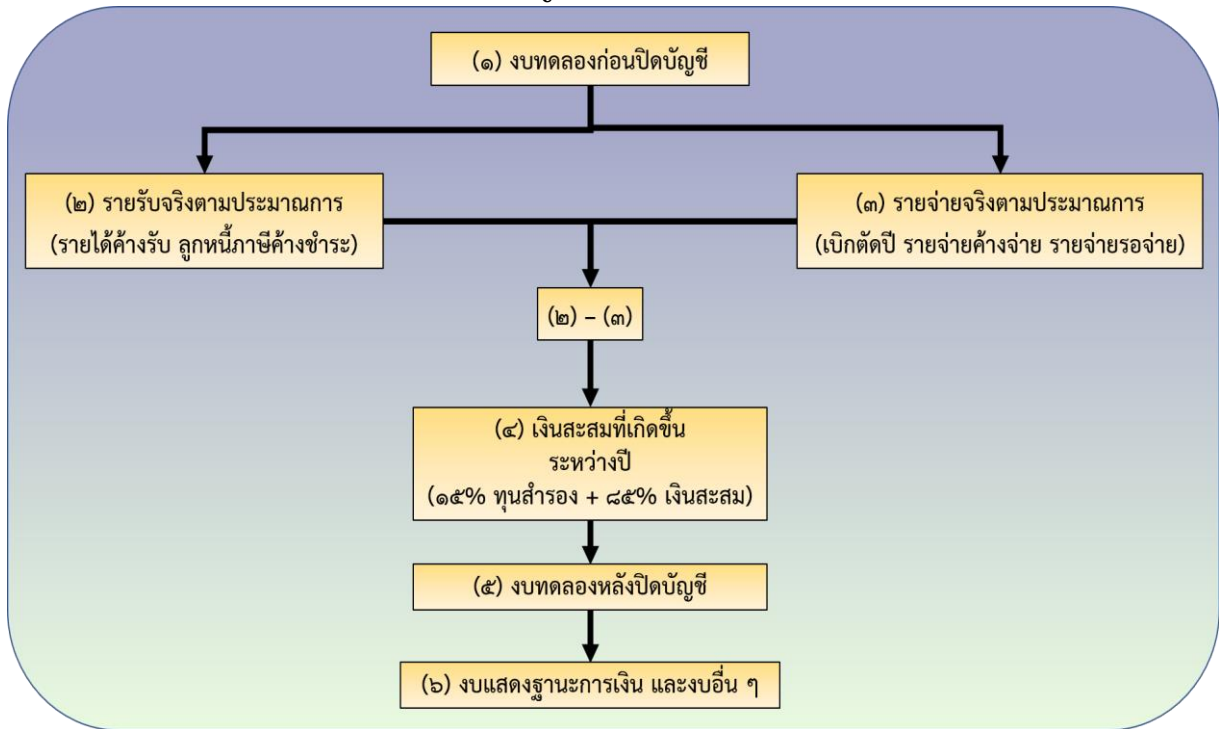 (๑) งบทดลองก่อนปิดบัญชี
(๒) รายรับจริงตามประมาณการ
(รายได้ค้างรับ ลูกหนี้ภาษีค้างชำระ)
(๓) รายจ่ายจริงตามประมาณการ
(เบิกตัดปี รายจ่ายค้างจ่าย รายจ่ายรอจ่าย)
(๒) – (๓)
(๔) เงินสะสมที่เกิดขึ้น
ระหว่างปี
(๑๕% ทุนสำรอง + ๘๕% เงินสะสม)
(๕) งบทดลองหลังปิดบัญชี
(๖) งบแสดงฐานะการเงิน และงบอื่น ๆ